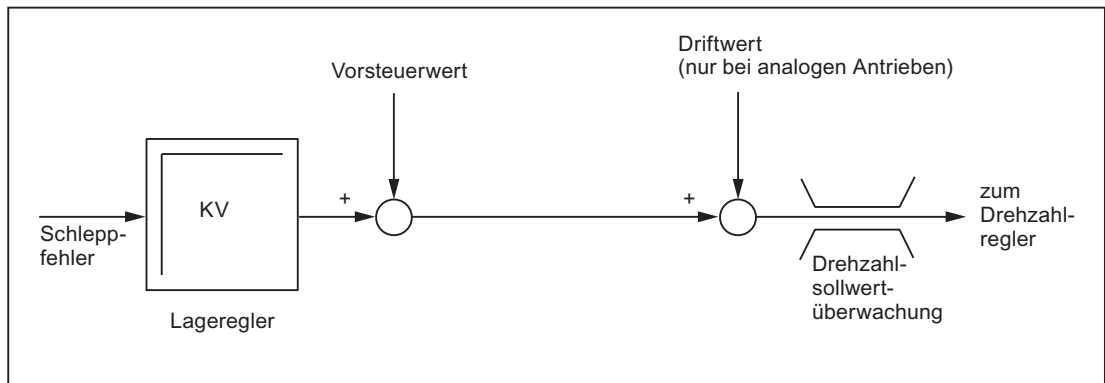 Driftwert
(nur bei analogen Antrieben)
Vorsteuerwert
+
+
KV
zum
Drehzahl-
regler
Schlepp-
fehler
Drehzahl-
sollwert-
überwachung
Lageregler